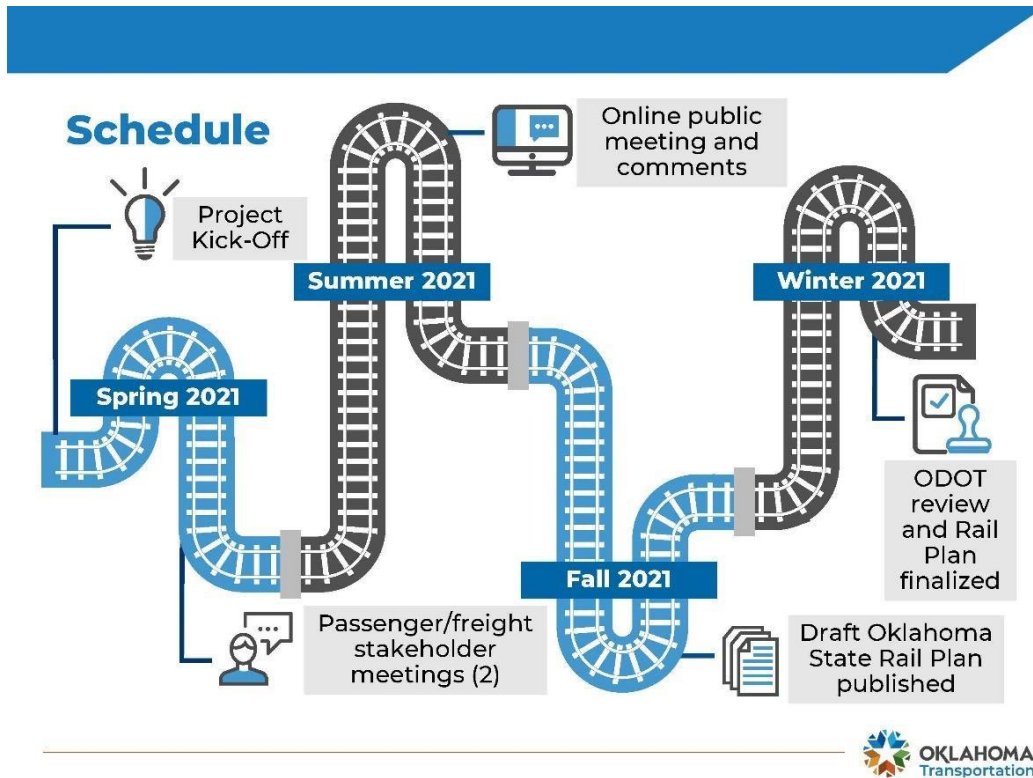 Schedule
Project
Kick-Off
Spring 2021
Passenger/freight
stakeholder
meetings (2)
Summer 2021
Online public
meeting and
comments
Fall 2021
Draft Oklahoma
State Rail Plan
published
Winter 2021
ODOT
review
and Rail
Plan
finalized
OKLAHOMA
Transportation